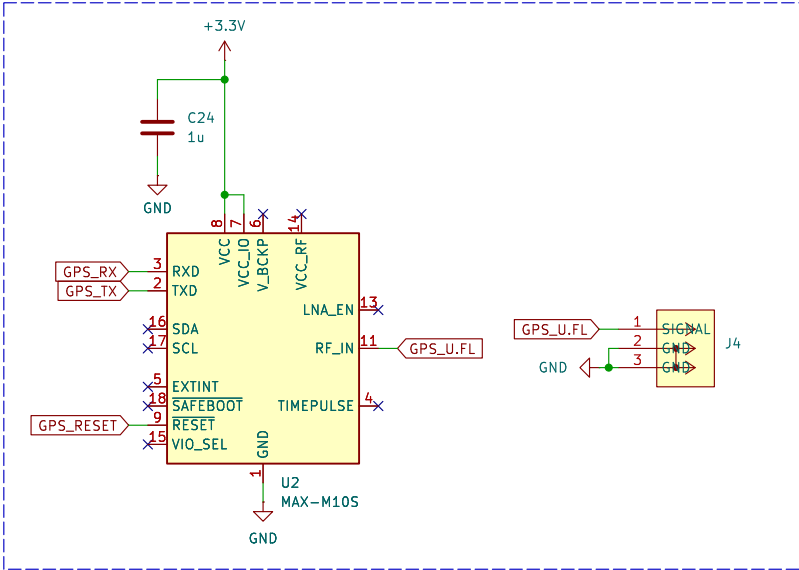 +3.3V
C24
1u
GND
8
7
6
14
VCC
VCC_IO
V_BCKP
VCC_RF
GPS_RX
3
RXD
GPS_TX
2
TXD
LNA_EN
13
16
SDA
17
SCL
RF_IN
11
GPS_U.FL
5
EXTINT
18
SAFEBOOT
TIMEPULSE
4
GPS_RESET
9
RESET
15
VIO_SEL
GND
1
U2
MAX-M10S
GND
GPS_U.FL
1
SIGNAL
2
GND
J4
GND
3
GND